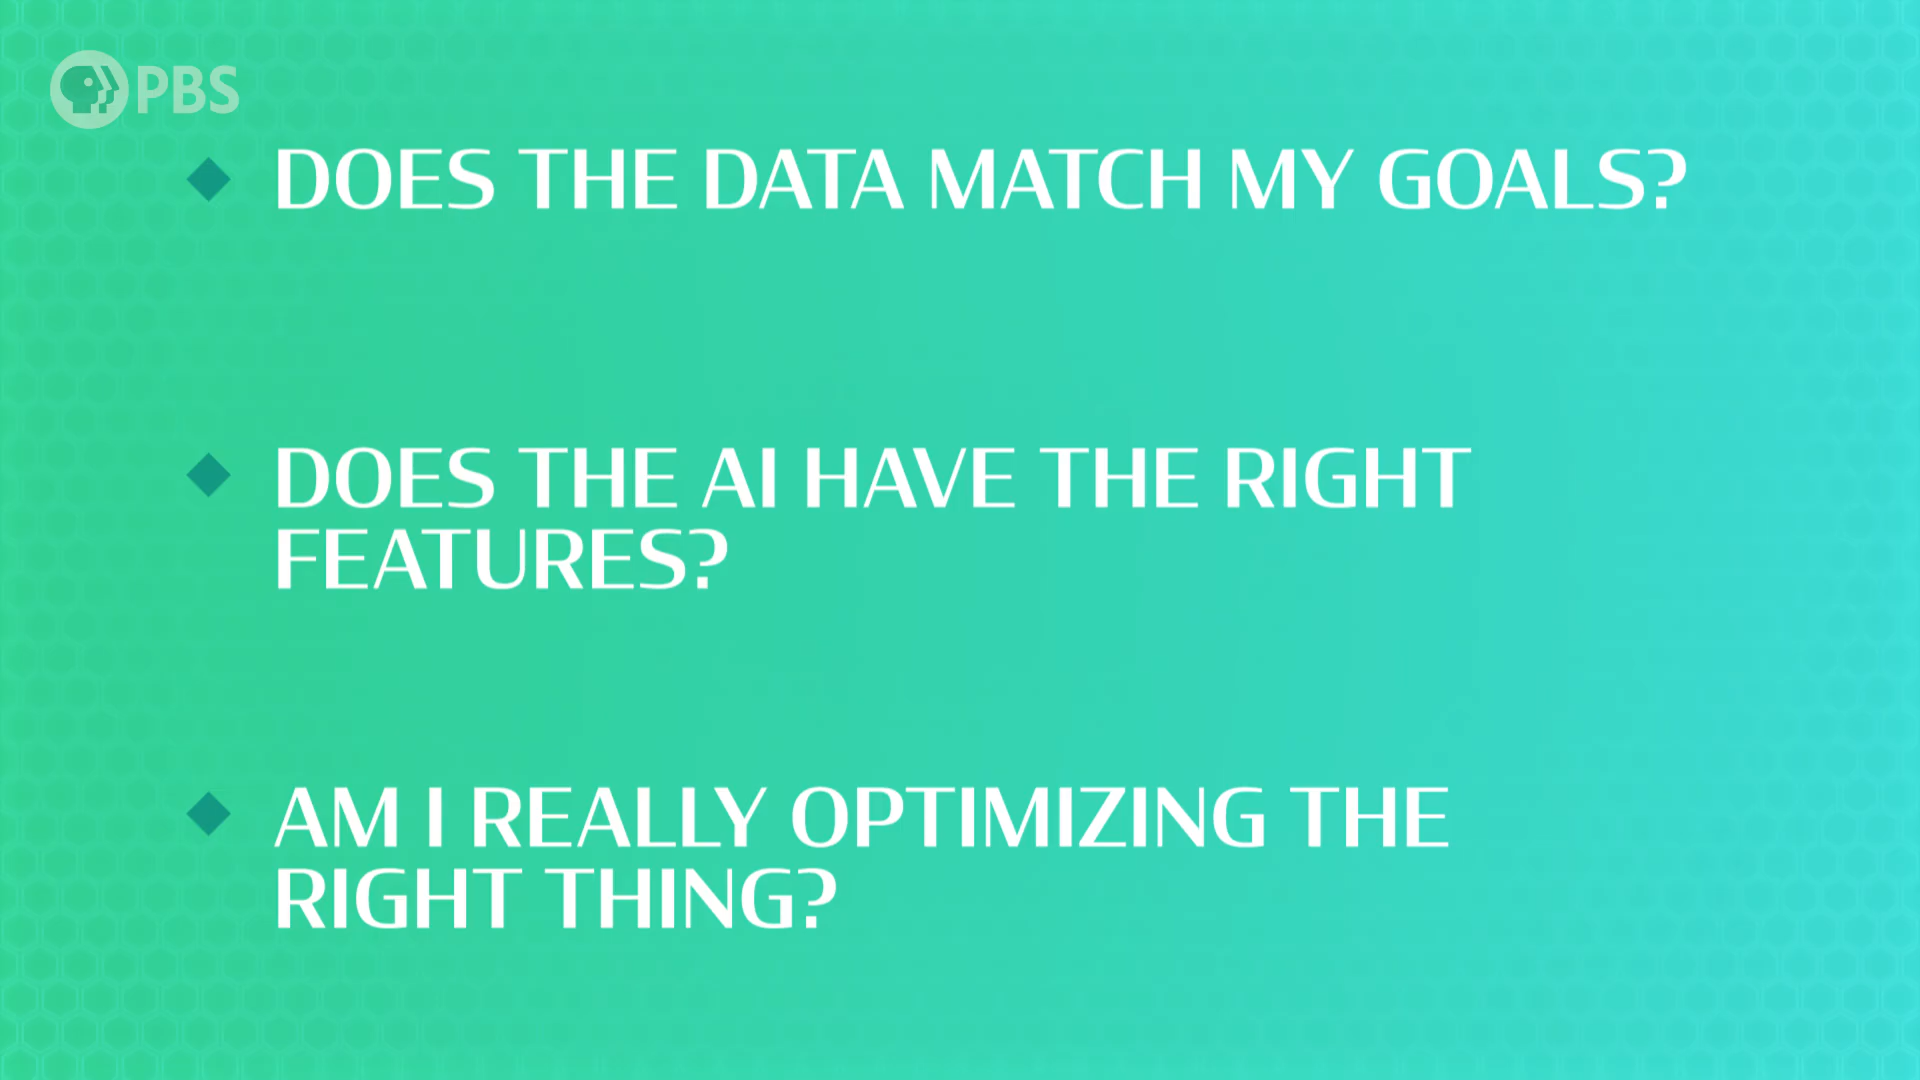 PBS
DOES THE DATA MATCH MY GOALS?
DOES THE AI HAVE THE RIGHT
FEATURES?
AM I REALLY OPTIMIZING THE
RIGHT THING?